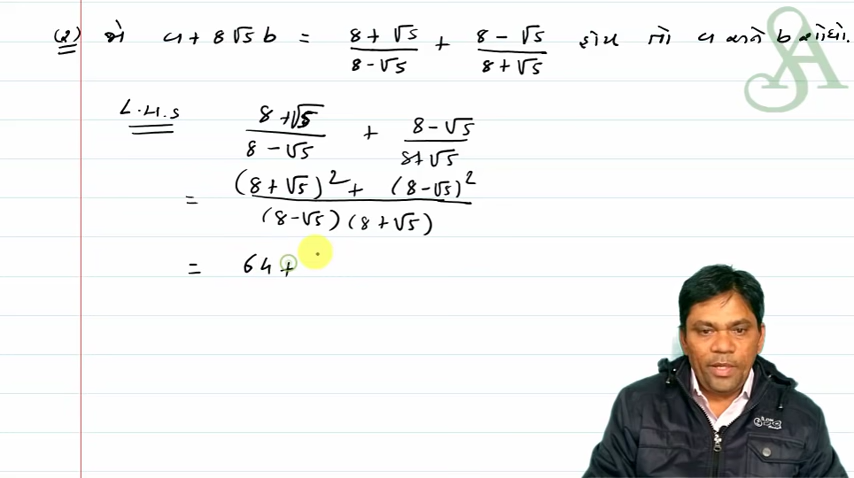 (2) જો a + 8√5 b = (8 + √5)/(8 - √5) + (8 - √5)/(8 + √5) હોય તો a અને b શોધો.
L.H.S (8 + √5)/(8 - √5) + (8 - √5)/(8 + √5)
= ((8 + √5)² + (8 - √5)²)/((8 - √5)(8 + √5))
= 64 +